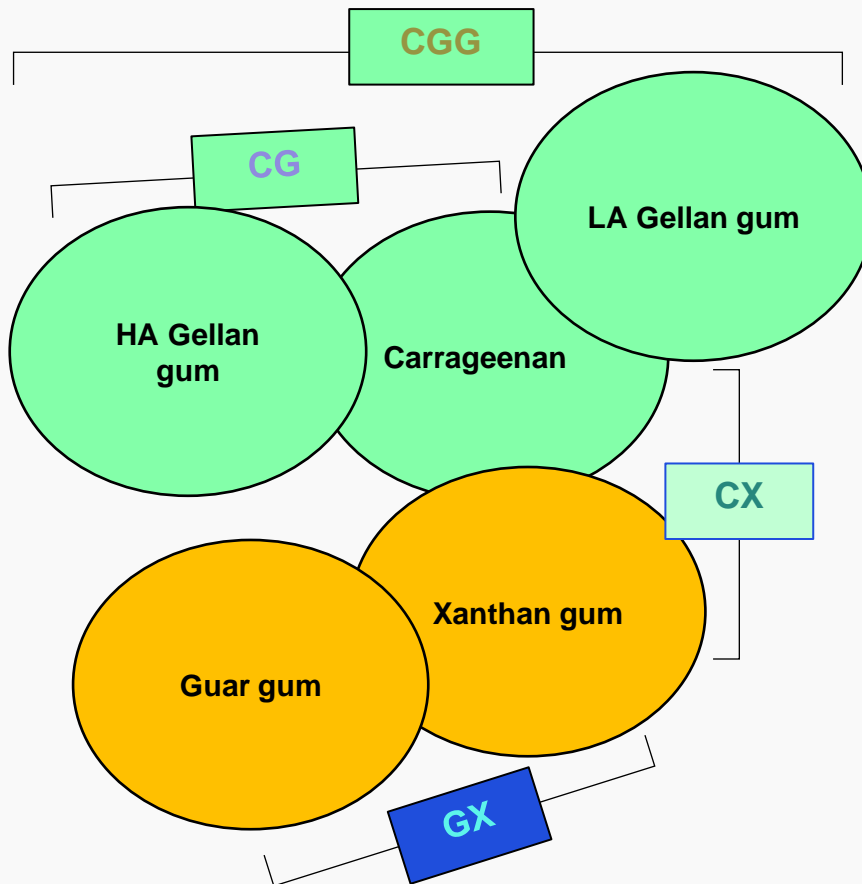 CGG
CG
LA Gellan gum
HA Gellan
gum
Carrageenan
CX
Xanthan gum
Guar gum
GX